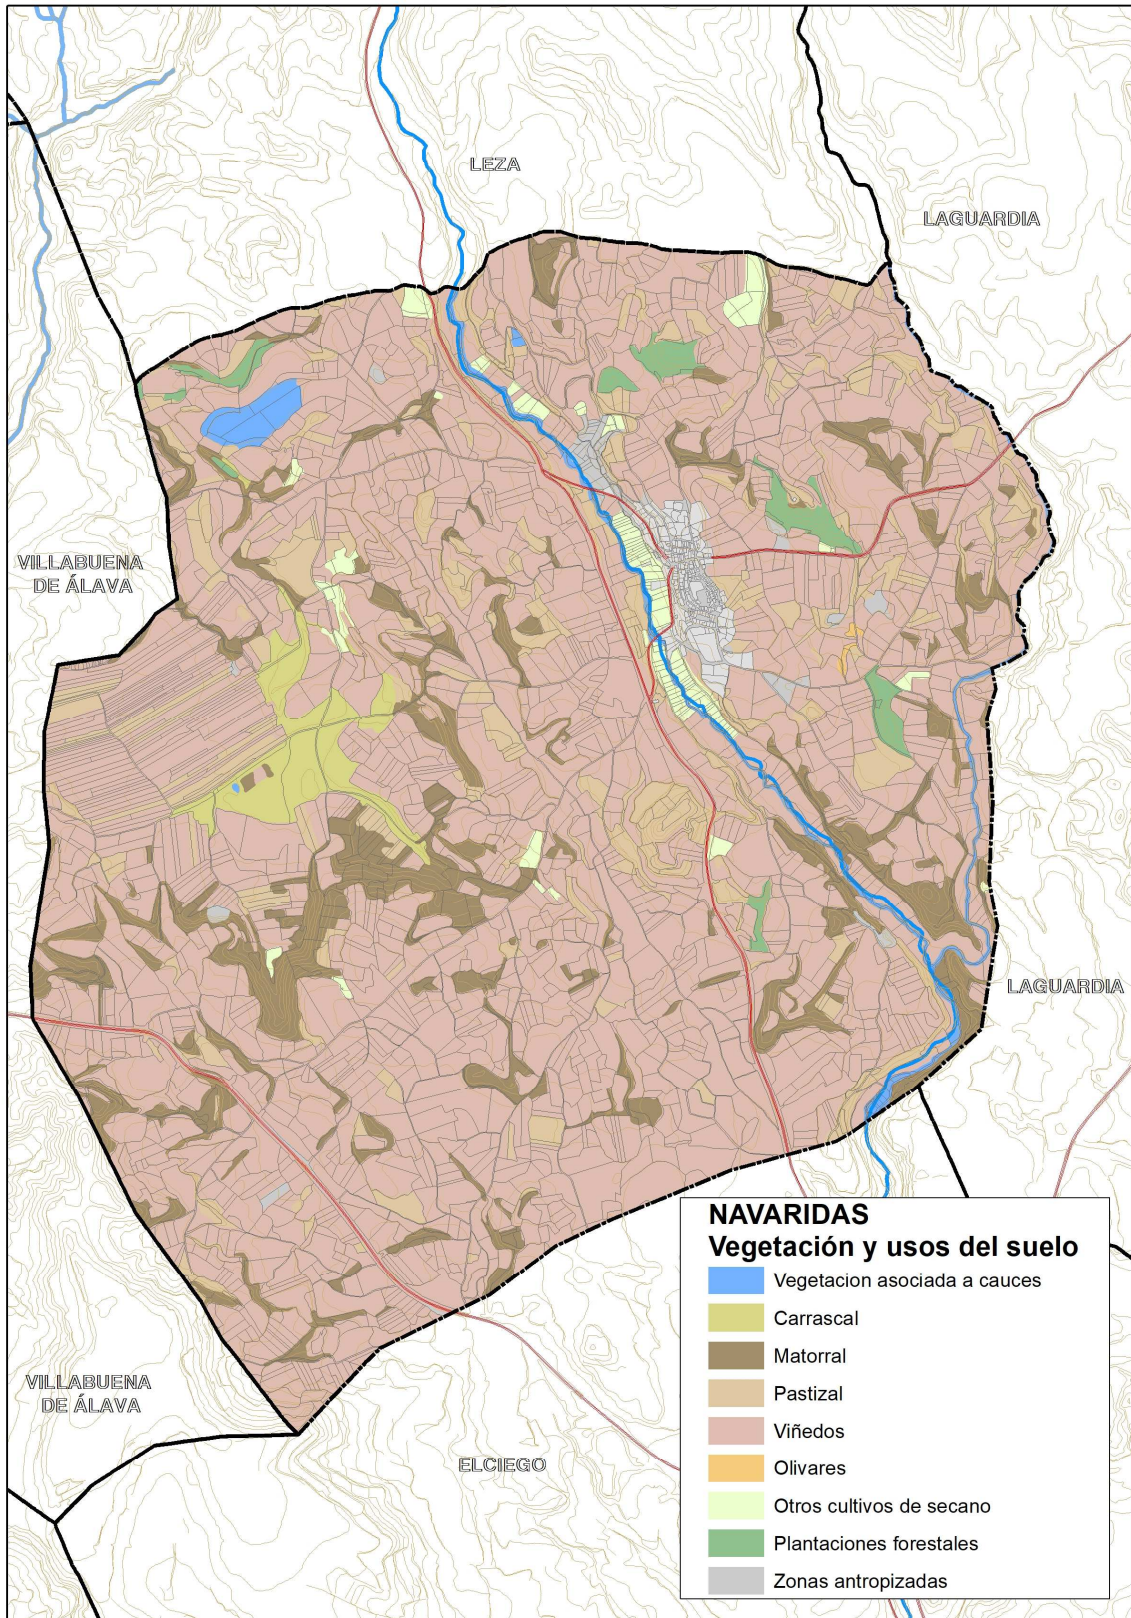 LEZA
LAGUARDIA
VILLABUENA
DE ÁLAVA
LAGUARDIA
VILLABUENA
DE ÁLAVA
ELCIEGO
NAVARIDAS
Vegetación y usos del suelo
Vegetacion asociada a cauces
Carrascal
Matorral
Pastizal
Viñedos
Olivares
Otros cultivos de secano
Plantaciones forestales
Zonas antropizadas